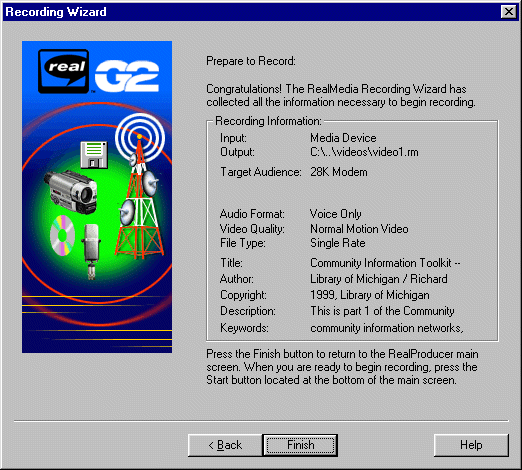 Recording Wizard
real G2
Prepare to Record:
Congratulations! The RealMedia Recording Wizard has
collected all the information necessary to begin recording.
Recording Information:
Input: Media Device
Output: C:\..\videos\video1.rm
Target Audience: 28K Modem
Audio Format: Voice Only
Video Quality: Normal Motion Video
File Type: Single Rate
Title: Community Information Toolkit --
Author: Library of Michigan / Richard
Copyright: 1999, Library of Michigan
Description: This is part 1 of the Community
Keywords: community information networks,
Press the Finish button to return to the RealProducer main
screen. When you are ready to begin recording, press the
Start button located at the bottom of the main screen.
< Back Finish Help